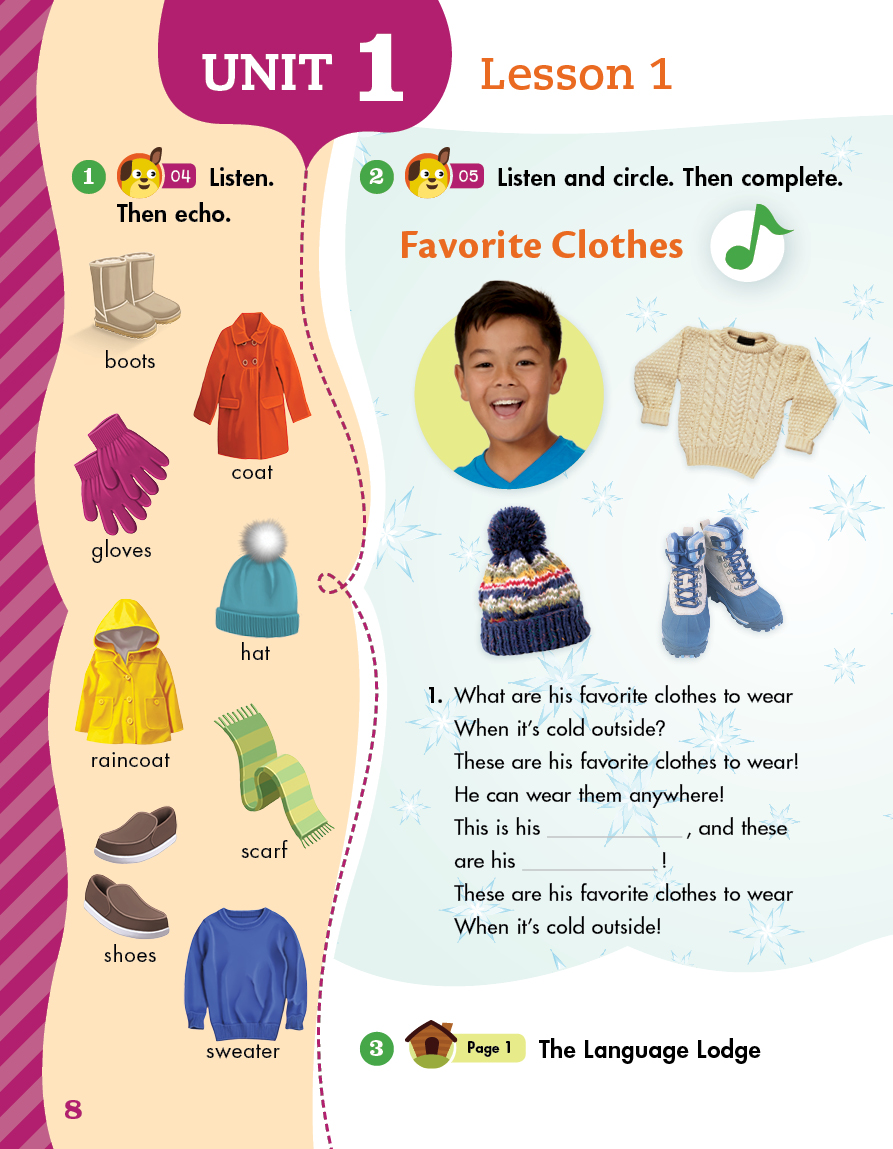 UNIT 1
Lesson 1
1 04 Listen.
Then echo.
boots
coat
gloves
hat
raincoat
scarf
shoes
sweater
2 05 Listen and circle. Then complete.
Favorite Clothes
1. What are his favorite clothes to wear
When it's cold outside?
These are his favorite clothes to wear!
He can wear them anywhere!
This is his ____________ , and these
are his ____________ !
These are his favorite clothes to wear
When it's cold outside!
3 Page 1 The Language Lodge
8